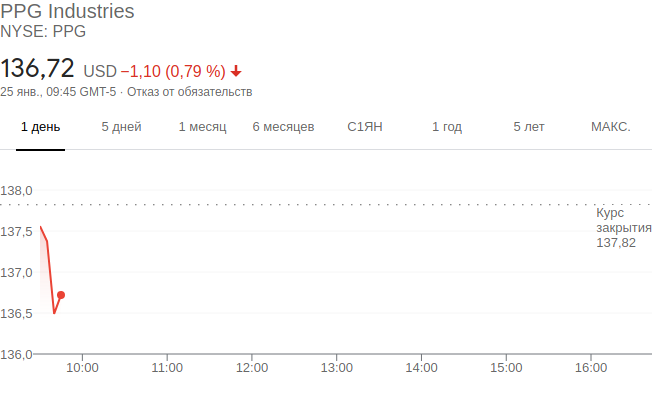 PPG Industries
NYSE: PPG
136,72 USD −1,10 (0,79 %)
25 янв., 09:45 GMT-5 · Отказ от обязательств
1 день 5 дней 1 месяц 6 месяцев С1ЯН 1 год 5 лет МАКС.
138,0
Курс
137,5 закрытия
137,82
137,0
136,5
136,0
10:00 11:00 12:00 13:00 14:00 15:00 16:00